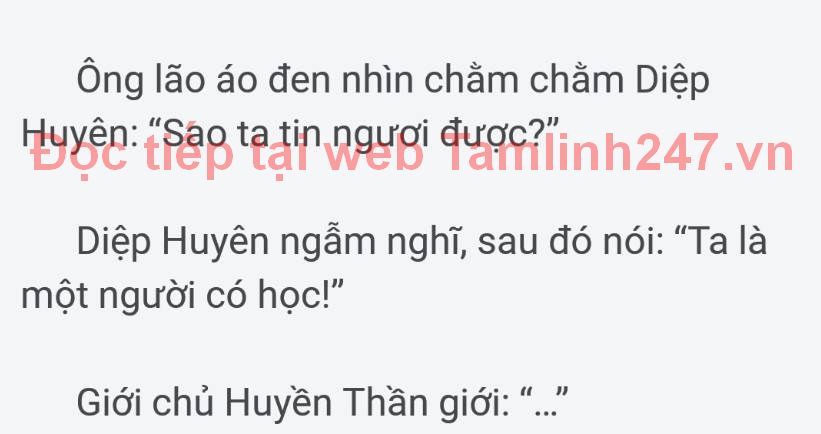 Ông lão áo đen nhìn chằm chằm Diệp
Huyên: “Sao ta tin ngươi được?”
Đọc tiếp tại web Tamlinh247.vn
Diệp Huyên ngẫm nghĩ, sau đó nói: “Ta là
một người có học!”
Giới chủ Huyền Thần giới: “...”